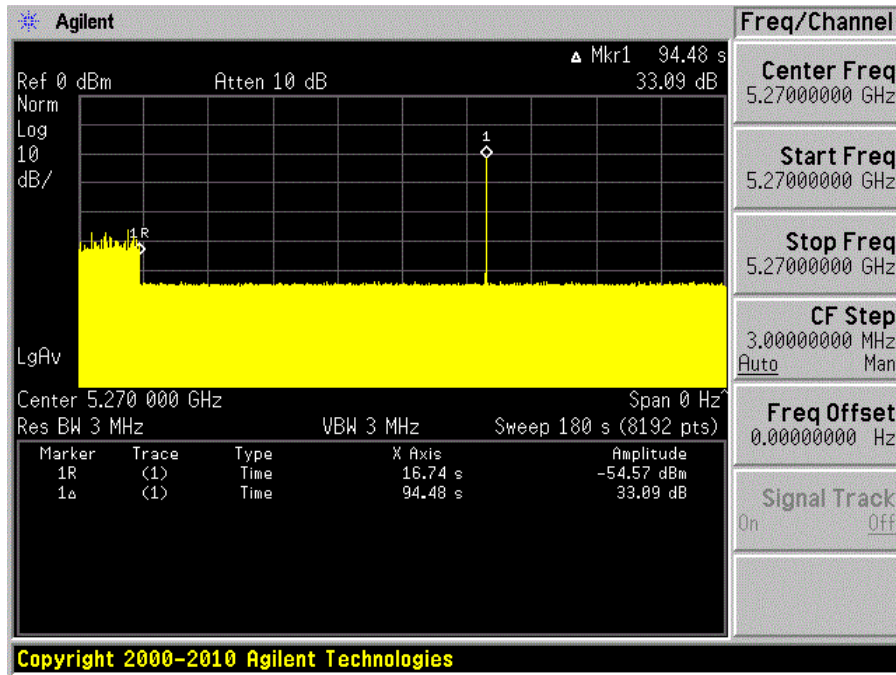 Agilent
Freq/Channel
Δ Mkr1 94.48 s
Ref 0 dBm Atten 10 dB 33.09 dB
Norm
Log
10
dB/
1
1R
LgAv
Center 5.270 000 GHz Span 0 Hz^
Res BW 3 MHz VBW 3 MHz Sweep 180 s (8192 pts)
Marker Trace Type X Axis Amplitude
1R (1) Time 16.74 s -54.57 dBm
1Δ (1) Time 94.48 s 33.09 dB
Center Freq
5.27000000 GHz
Start Freq
5.27000000 GHz
Stop Freq
5.27000000 GHz
CF Step
3.00000000 MHz
Auto Man
Freq Offset
0.00000000 Hz
Signal Track
On Off
Copyright 2000-2010 Agilent Technologies